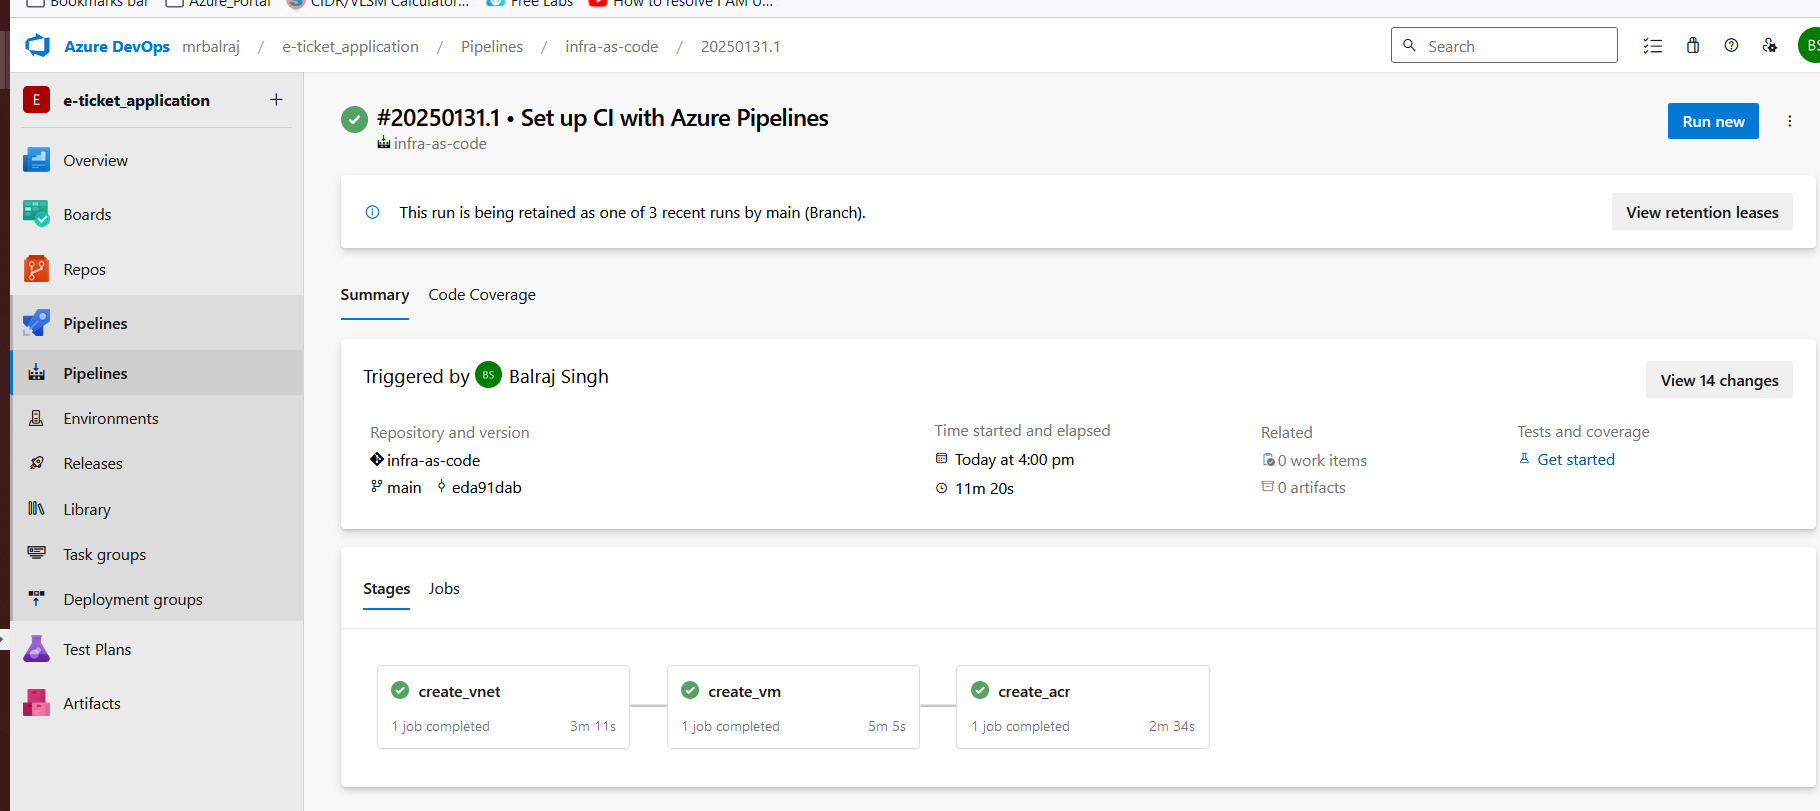 Bookmarks bar Azure_Portal CIDR/VLSM Calculator... Free Labs How to resolve I AM U...
Azure DevOps mrbalraj / e-ticket_application / Pipelines / infra-as-code / 20250131.1
Search
BS
E e-ticket_application +
Overview
Boards
Repos
Pipelines
Pipelines
Environments
Releases
Library
Task groups
Deployment groups
Test Plans
Artifacts
#20250131.1 • Set up CI with Azure Pipelines
infra-as-code
Run new
This run is being retained as one of 3 recent runs by main (Branch).
View retention leases
Summary Code Coverage
Triggered by BS Balraj Singh
View 14 changes
Repository and version
infra-as-code
main eda91dab
Time started and elapsed
Today at 4:00 pm
11m 20s
Related
0 work items
0 artifacts
Tests and coverage
Get started
Stages Jobs
create_vnet
1 job completed 3m 11s
create_vm
1 job completed 5m 5s
create_acr
1 job completed 2m 34s